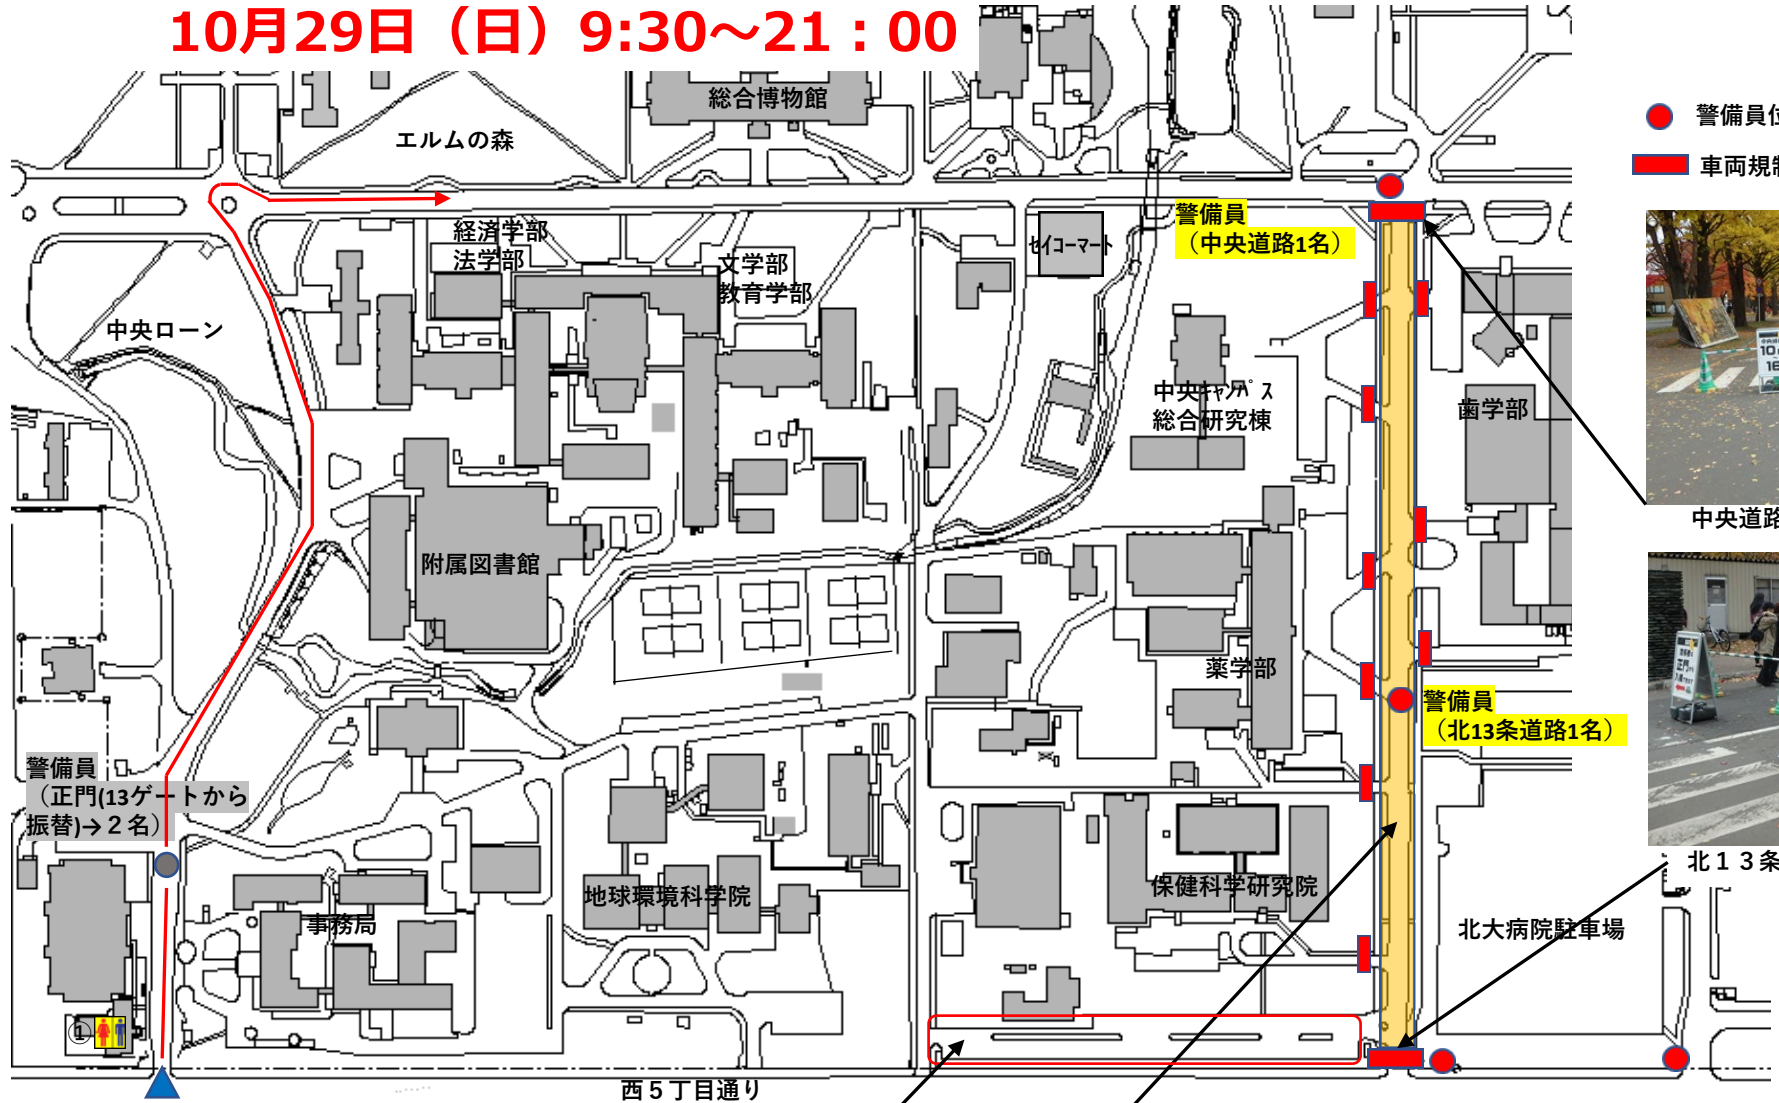 10月29日（日）9:30～21：00
総合博物館
エルムの森
警備員位
車両規制
経済学部
法学部
文学部
教育学部
セイコーマート
警備員
（中央道路1名）
中央ローン
中央キャンパス
総合研究棟
歯学部
中央道路
附属図書館
薬学部
警備員
（北13条道路1名）
正門
警備員
（正門(13ゲートから
振替)→２名）
北１３条
地球環境科学院
保健科学研究院
事務局
北大病院駐車場
①
西５丁目通り